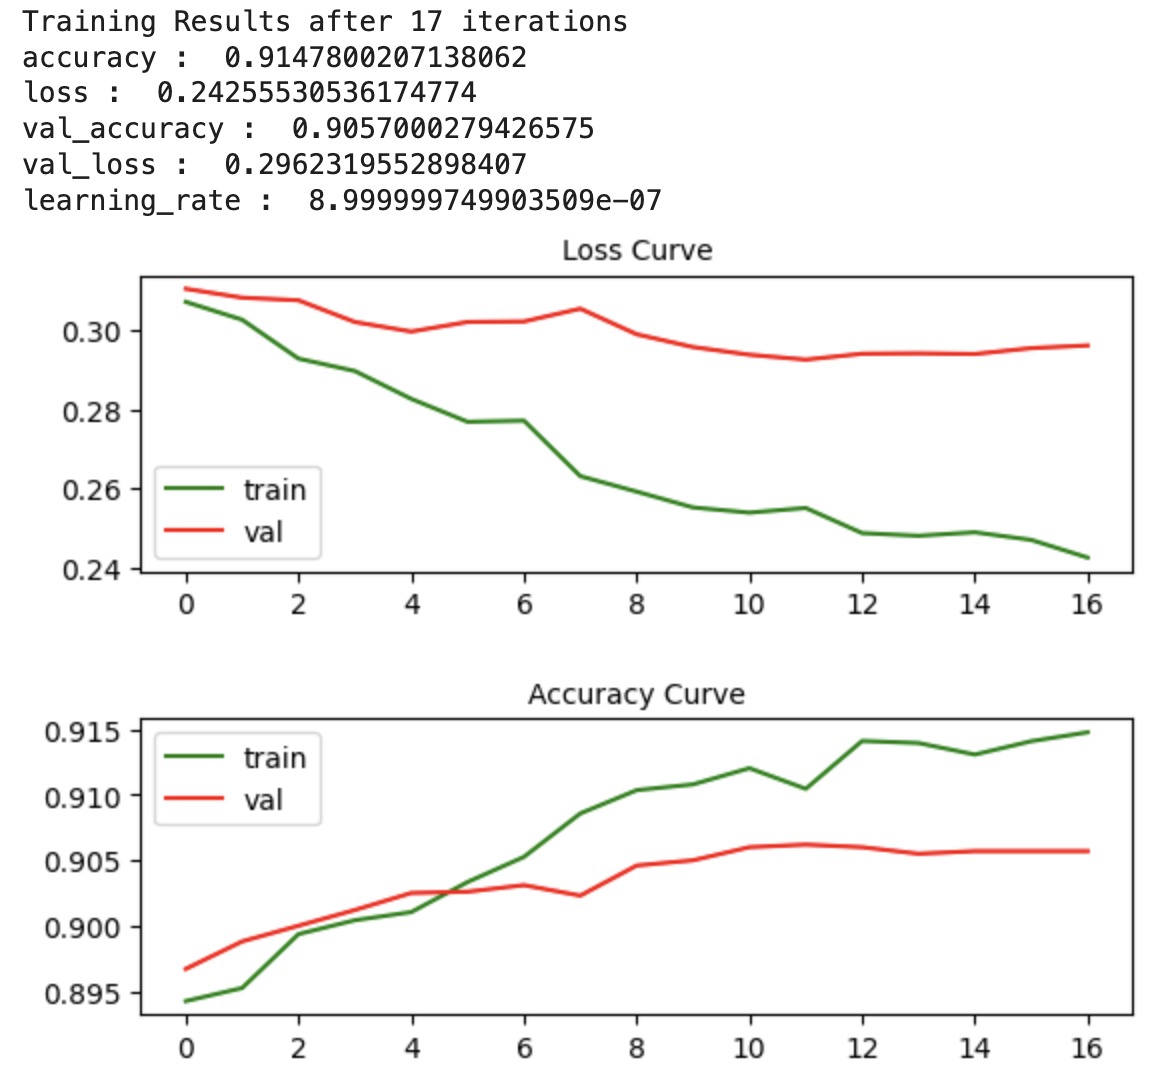 Training Results after 17 iterations
accuracy :  0.9147800207138062
loss :  0.24255530536174774
val_accuracy :  0.9057000279426575
val_loss :  0.2962319552898407
learning_rate :  8.999999749903509e-07
Loss Curve
0.30
0.28
0.26
0.24
train
val
0 2 4 6 8 10 12 14 16
Accuracy Curve
0.915
0.910
0.905
0.900
0.895
train
val
0 2 4 6 8 10 12 14 16